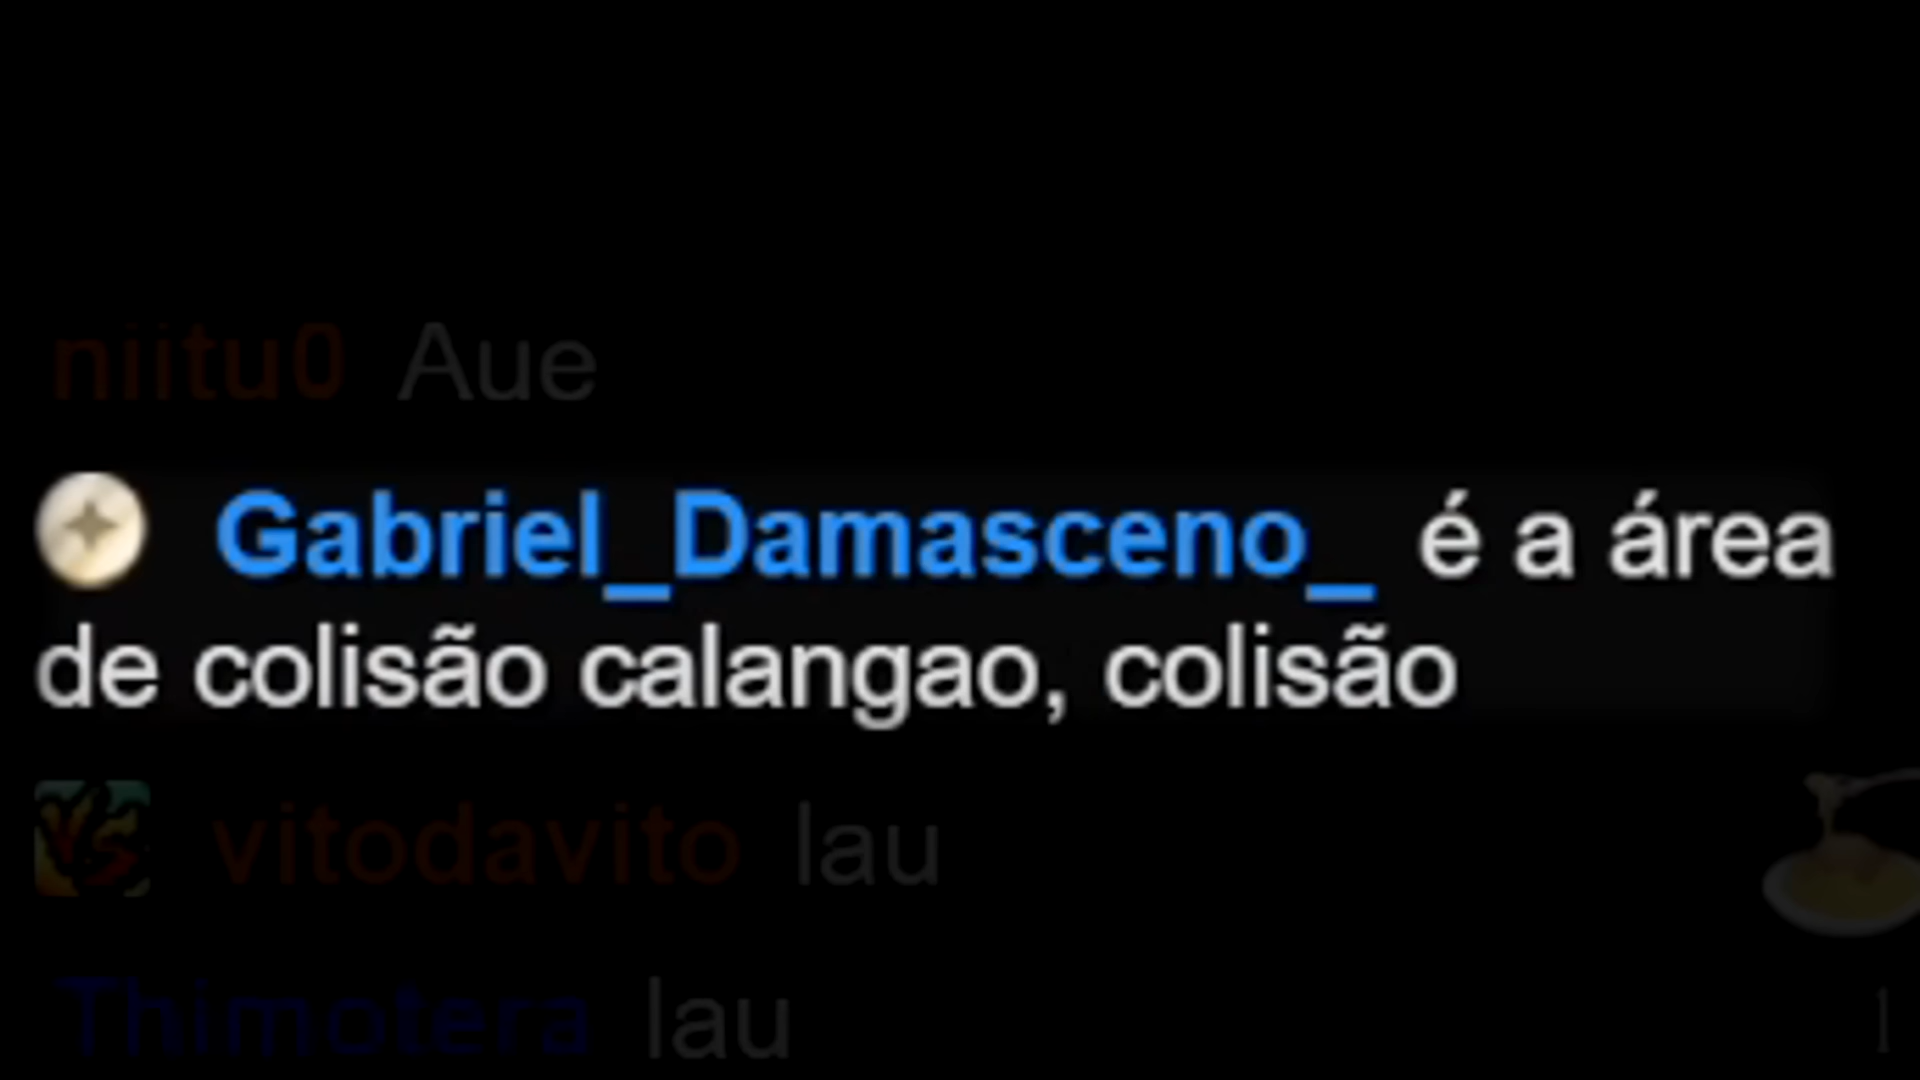 niitu0 Aue
Gabriel_Damasceno_ é a área
de colisão calangao, colisão
vitodavito lau
Thimotera lau